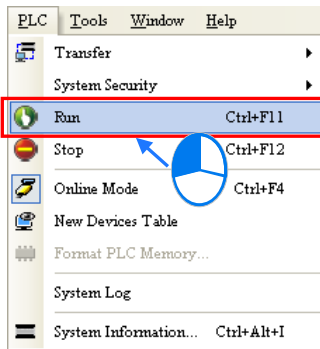 PLC Tools Window Help
Transfer
System Security
Run Ctrl+F11
Stop Ctrl+F12
Online Mode Ctrl+F4
New Devices Table
Format PLC Memory...
System Log
System Information... Ctrl+Alt+I